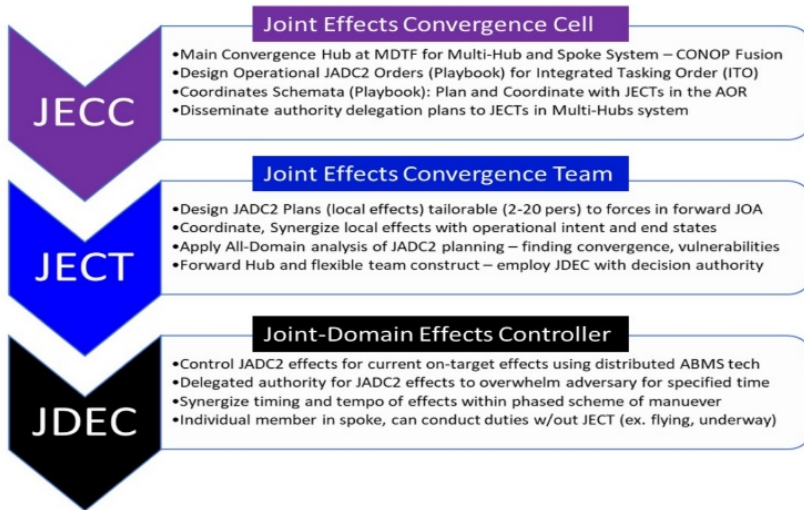 Joint Effects Convergence Cell
JECC
•Main Convergence Hub at MDTF for Multi-Hub and Spoke System – CONOP Fusion
•Design Operational JADC2 Orders (Playbook) for Integrated Tasking Order (ITO)
•Coordinates Schemata (Playbook): Plan and Coordinate with JECTs in the AOR
•Disseminate authority delegation plans to JECTs in Multi-Hubs system
Joint Effects Convergence Team
JECT
•Design JADC2 Plans (local effects) tailorable (2-20 pers) to forces in forward JOA
•Coordinate, Synergize local effects with operational intent and end states
•Apply All-Domain analysis of JADC2 planning – finding convergence, vulnerabilities
•Forward Hub and flexible team construct – employ JDEC with decision authority
Joint-Domain Effects Controller
JDEC
•Control JADC2 effects for current on-target effects using distributed ABMS tech
•Delegated authority for JADC2 effects to overwhelm adversary for specified time
•Synergize timing and tempo of effects within phased scheme of manuever
•Individual member in spoke, can conduct duties w/out JECT (ex. flying, underway)